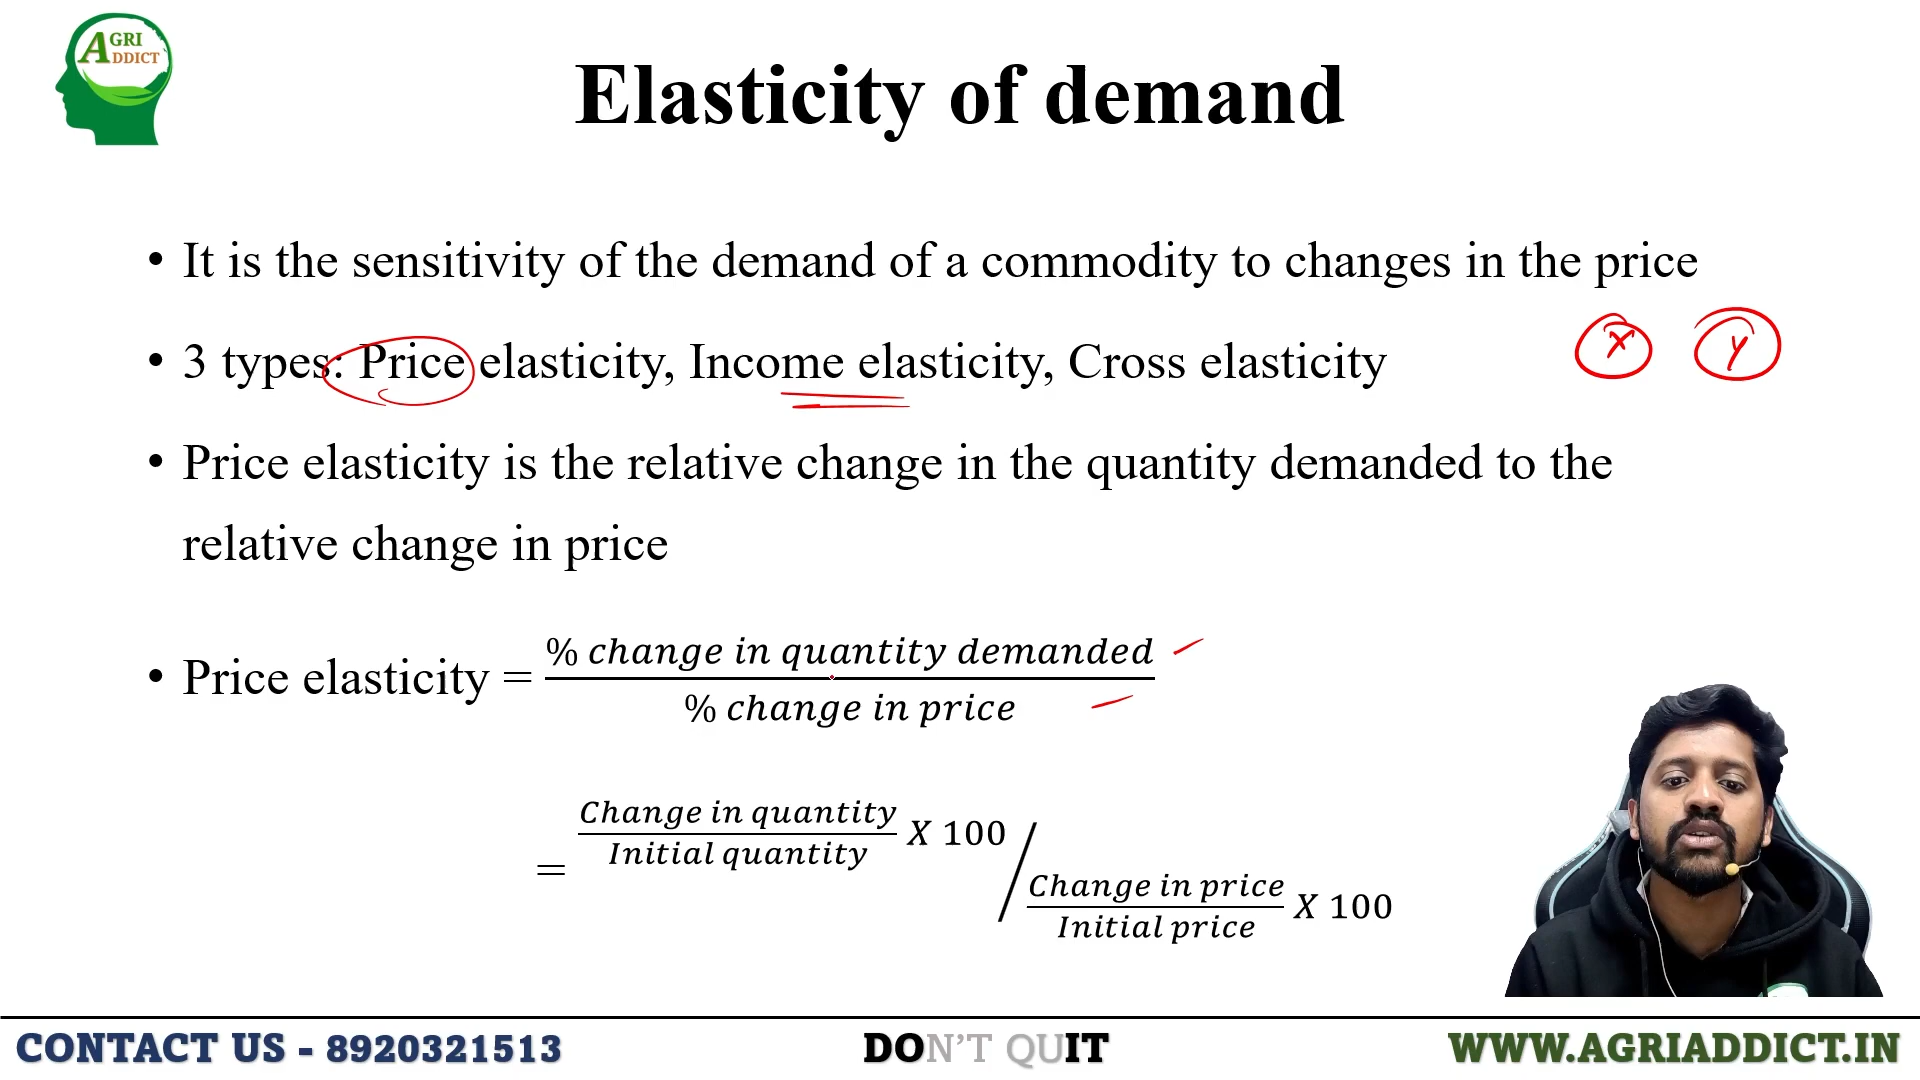 AGRI
ADDICT
Elasticity of demand
• It is the sensitivity of the demand of a commodity to changes in the price
• 3 types: Price elasticity, Income elasticity, Cross elasticity
X Y
• Price elasticity is the relative change in the quantity demanded to the
relative change in price
• Price elasticity = % change in quantity demanded
% change in price
= Change in quantity / Initial quantity X 100 / Change in price / Initial price X 100
CONTACT US - 8920321513 DON'T QUIT WWW.AGRIADDICT.IN